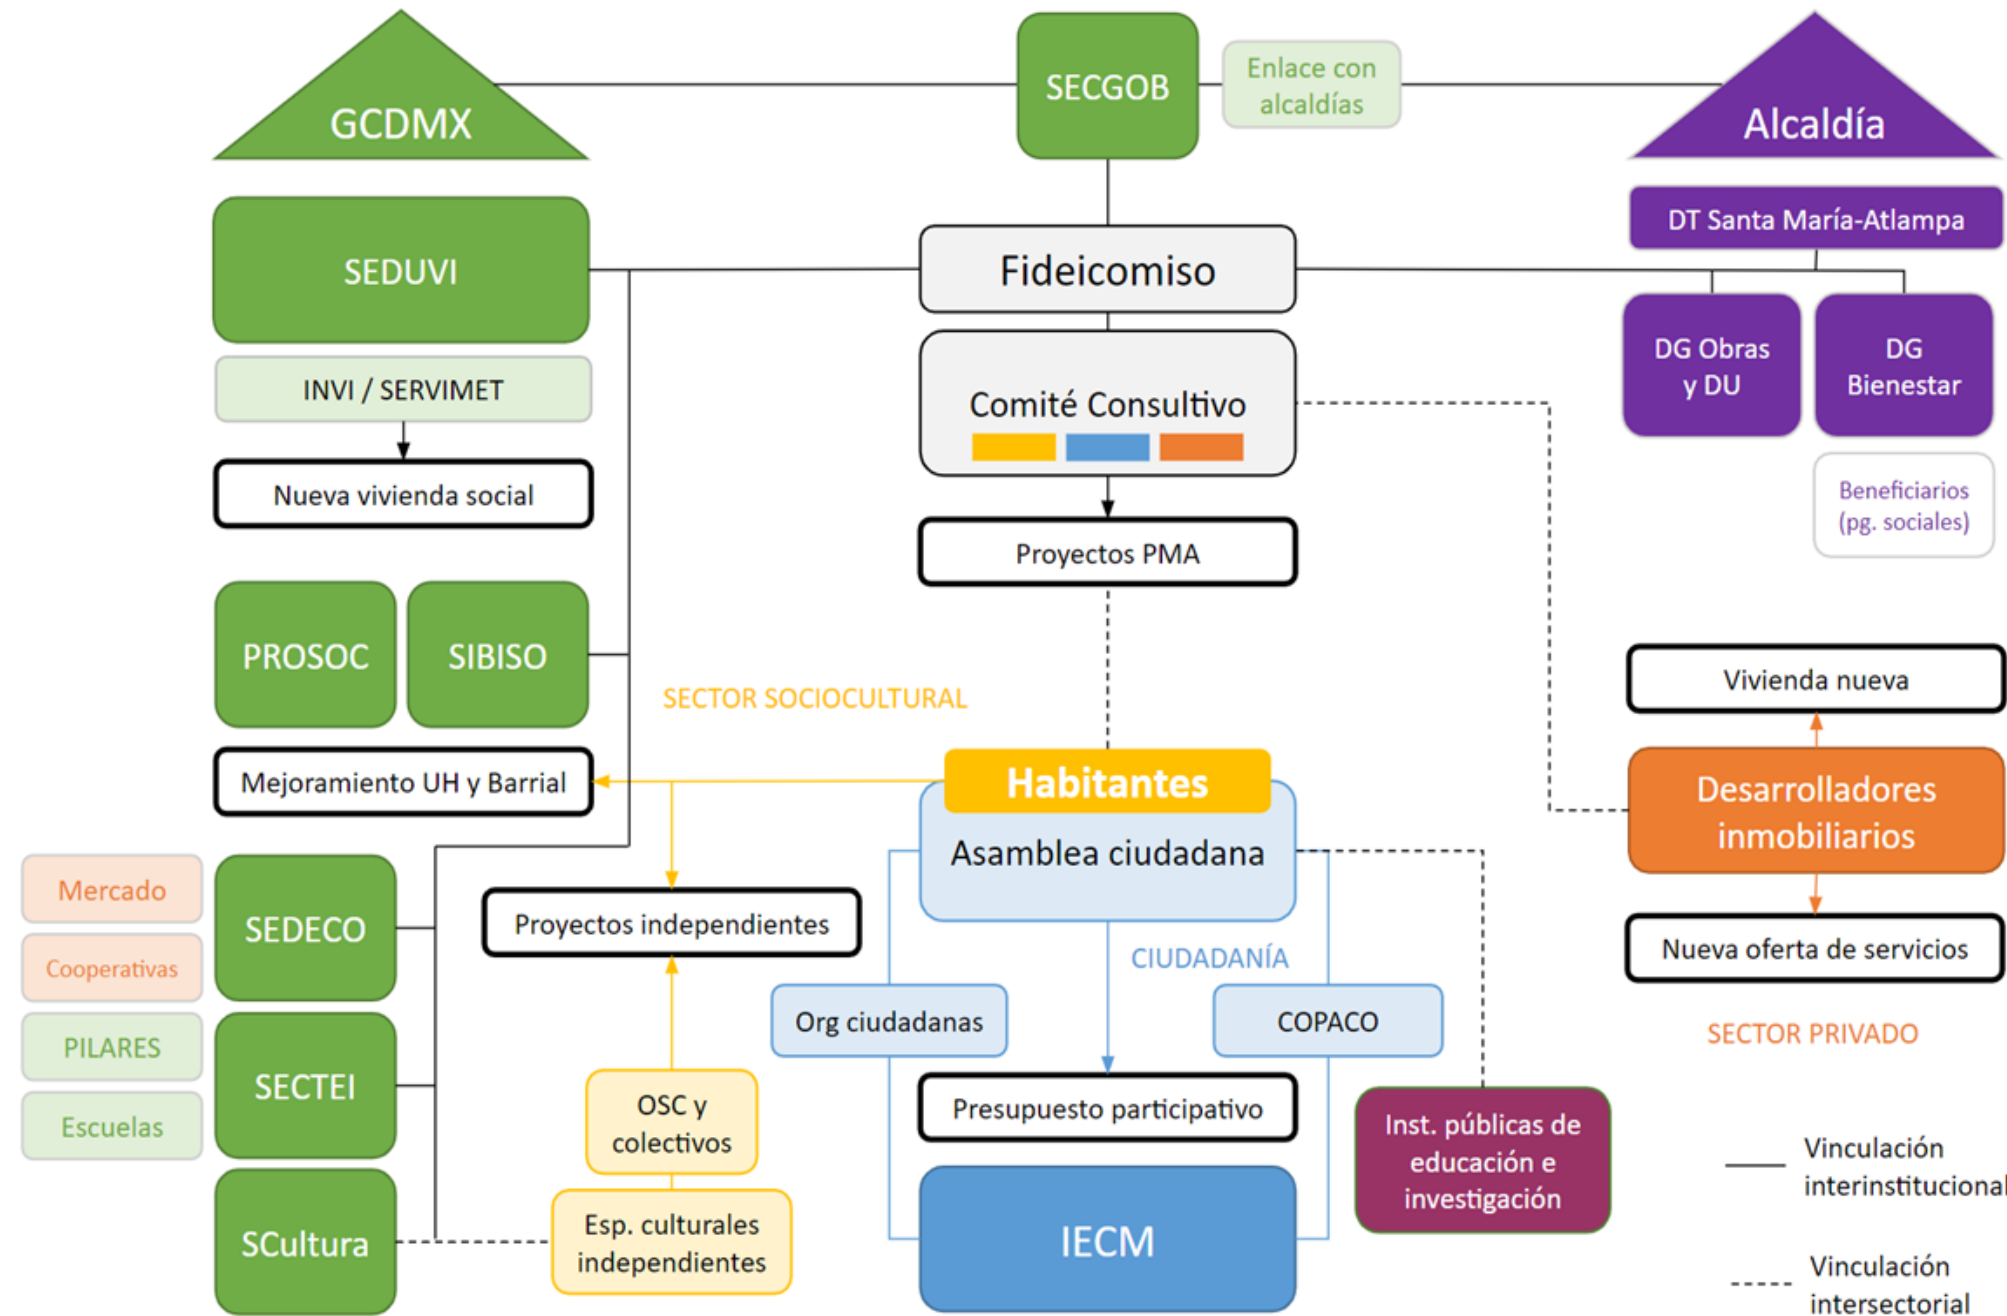 GCDMX
SECGOB
Enlace con
alcaldías
Alcaldía
SEDUVI
Fideicomiso
DT Santa María-Atlampa
INVI / SERVIMET
Comité Consultivo
DG Obras
y DU
DG
Bienestar
Nueva vivienda social
Proyectos PMA
Beneficiarios
(pg. sociales)
PROSOC
SIBISO
SECTOR SOCIOCULTURAL
Vivienda nueva
Mejoramiento UH y Barrial
Habitantes
Asamblea ciudadana
Desarrolladores
inmobiliarios
Mercado
Cooperativas
SEDECO
Proyectos independientes
CIUDADANÍA
Nueva oferta de servicios
Org ciudadanas
COPACO
SECTOR PRIVADO
PILARES
Escuelas
SECTEI
OSC y
colectivos
Presupuesto participativo
Inst. públicas de
educación e
investigación
Vinculación
interinstitucional
SCultura
Esp. culturales
independientes
IECM
Vinculación
intersectorial